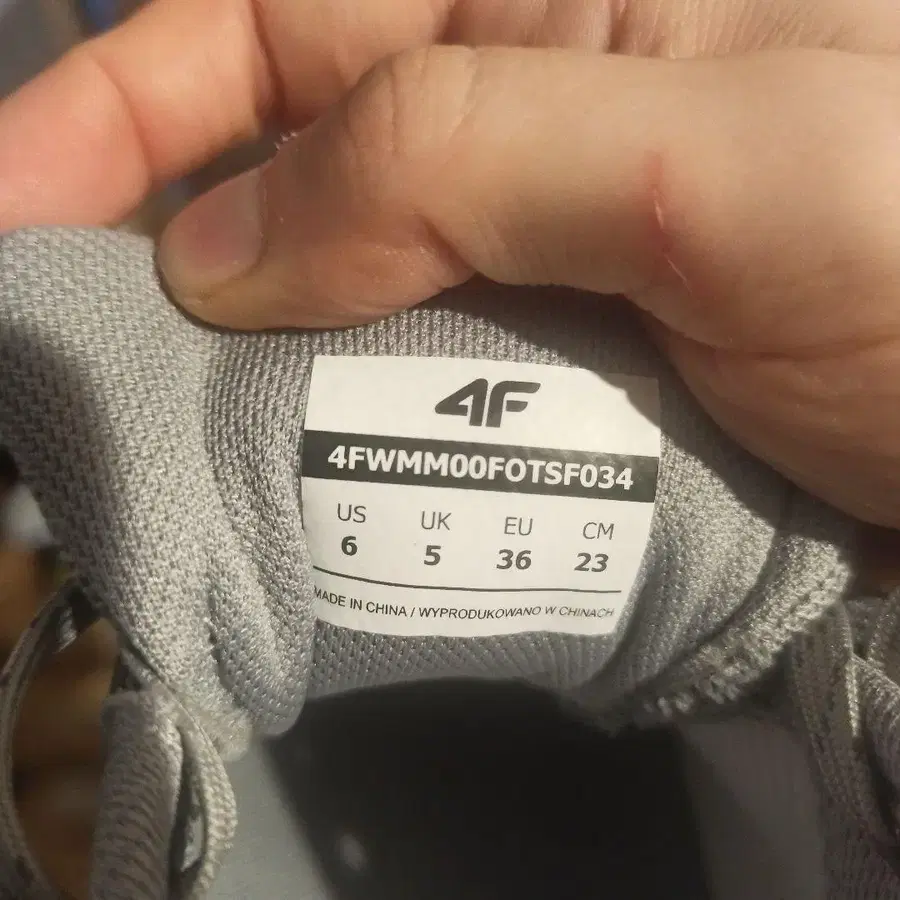 4F
4FWMM00FOTSF034
US UK EU CM
6 5 36 23
MADE IN CHINA / WYPRODUKOWANO W CHINACH